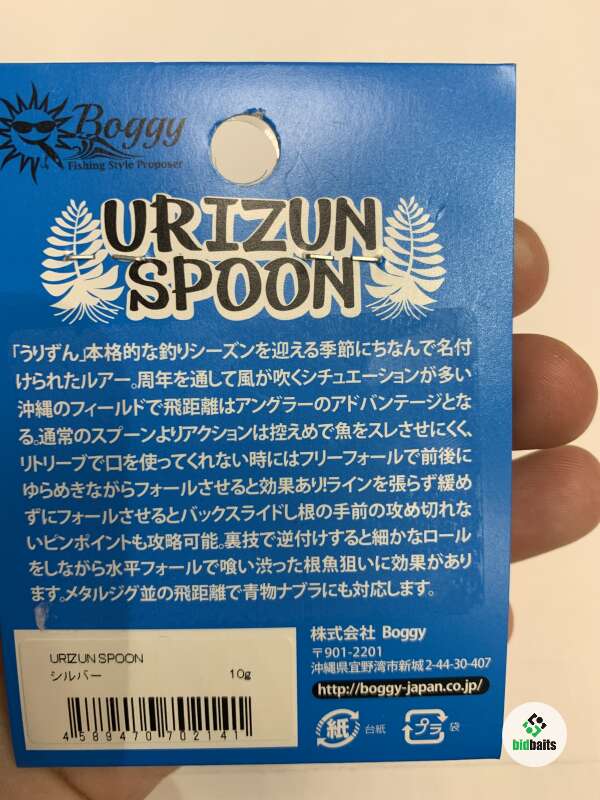 Boggy
Fishing Style Proposer
URIZUN
SPOON
「うりずん」本格的な釣りシーズンを迎える季節にちなんで名付
けられたルアー。周年を通して風が吹くシチュエーションが多い
沖縄のフィールドで飛距離はアングラーのアドバンテージとな
る。通常のスプーンよりアクションは控えめで魚をスレさせにくく、
リトリーブで口を使ってくれない時にはフリーフォールで前後に
ゆらめきながらフォールさせると効果あり!ラインを張らず緩め
ずにフォールさせるとバックスライドし根の手前の攻め切れな
いピンポイントも攻略可能。裏技で逆付けすると細かなロール
をしながら水平フォールで喰い渋った根魚狙いに効果があり
ます。メタルジグ並の飛距離で青物ナブラにも対応します。
URIZUN SPOON
シルバー 10g
4 589470 702141
株式会社 Boggy
〒901-2201
沖縄県宜野湾市新城2-44-30-407
http://boggy-japan.co.jp/
紙 台紙 プラ 袋
bidbaits